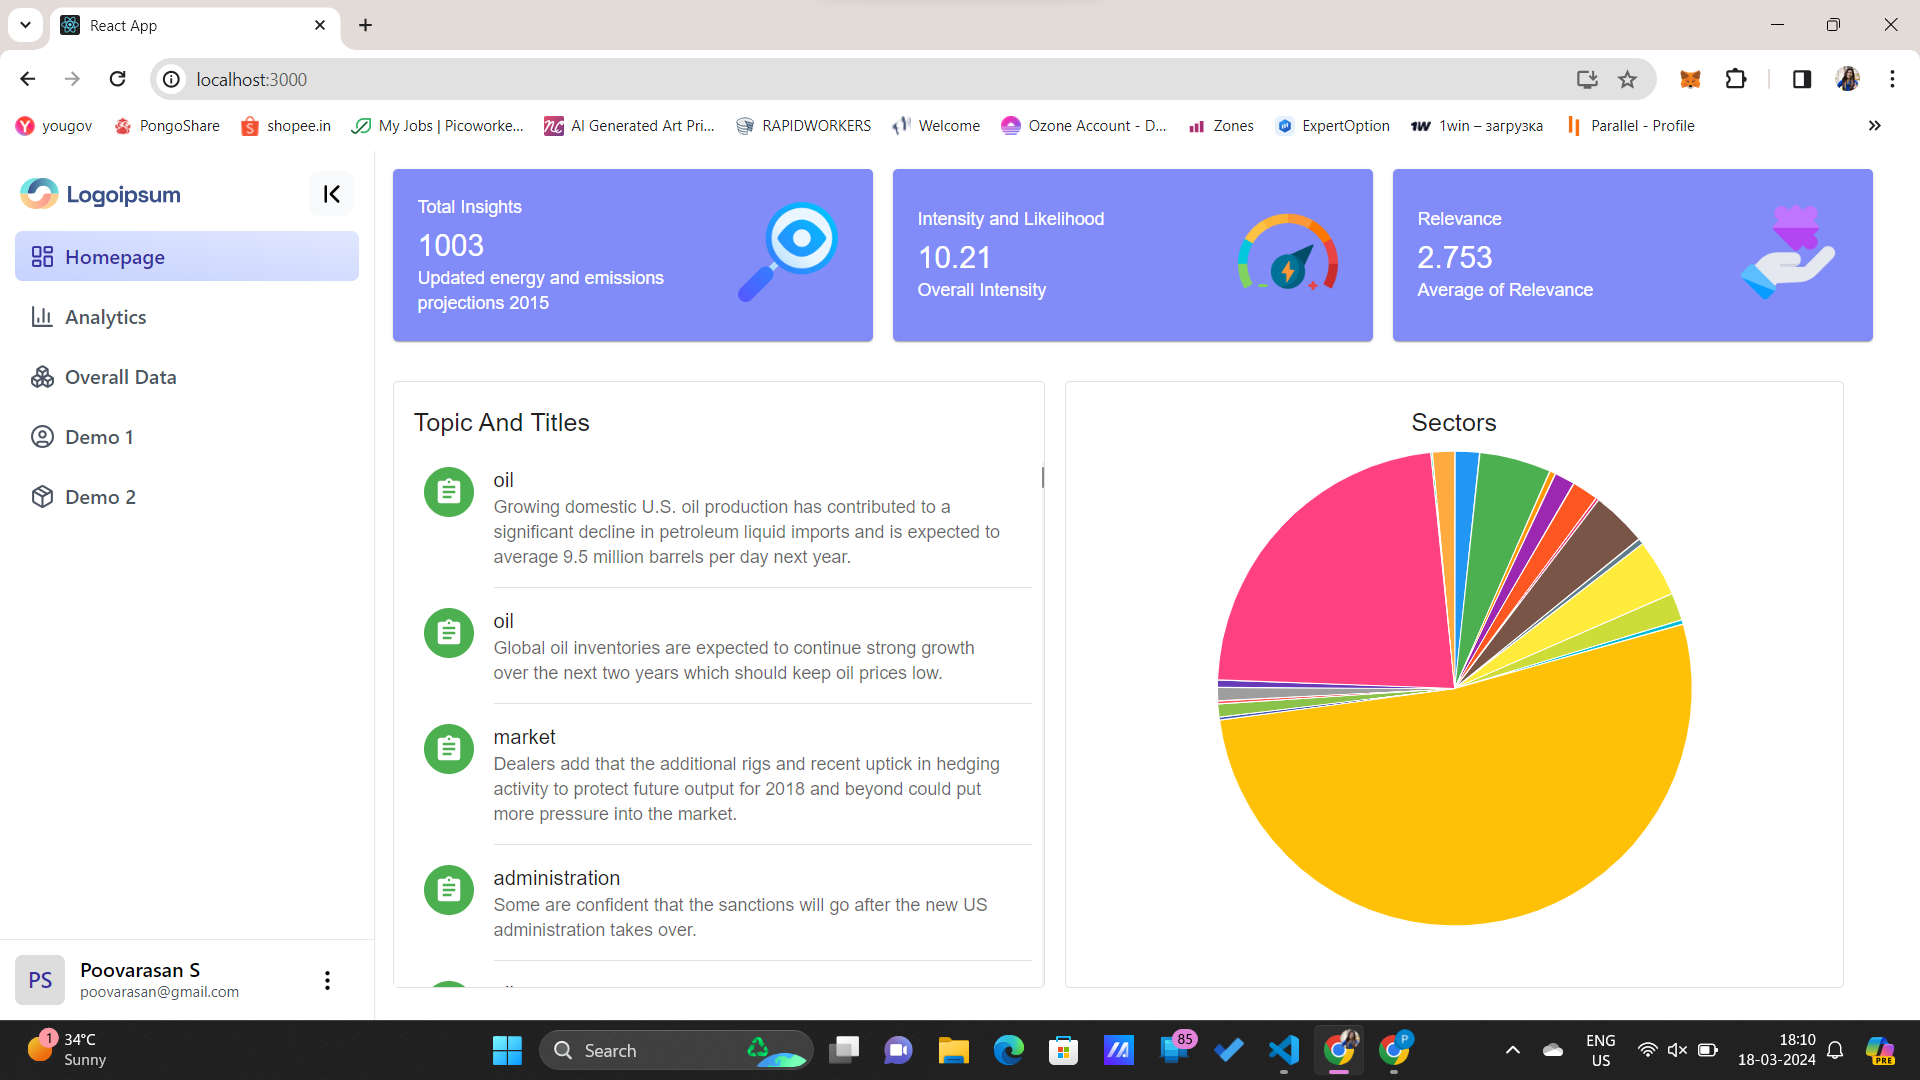 React App
localhost:3000
yougov
PongoShare
shopee.in
My Jobs | Picoworke...
AI Generated Art Pri...
RAPIDWORKERS
Welcome
Ozone Account - D...
Zones
ExpertOption
1win – загрузка
Parallel - Profile
Logoipsum
Homepage
Analytics
Overall Data
Demo 1
Demo 2
PS
Poovarasan S
poovarasan@gmail.com
Total Insights
1003
Updated energy and emissions
projections 2015
Intensity and Likelihood
10.21
Overall Intensity
Relevance
2.753
Average of Relevance
Topic And Titles
oil
Growing domestic U.S. oil production has contributed to a
significant decline in petroleum liquid imports and is expected to
average 9.5 million barrels per day next year.
oil
Global oil inventories are expected to continue strong growth
over the next two years which should keep oil prices low.
market
Dealers add that the additional rigs and recent uptick in hedging
activity to protect future output for 2018 and beyond could put
more pressure into the market.
administration
Some are confident that the sanctions will go after the new US
administration takes over.
Sectors
1
34°C
Sunny
Search
85
P
ENG
US
18:10
18-03-2024
PRE